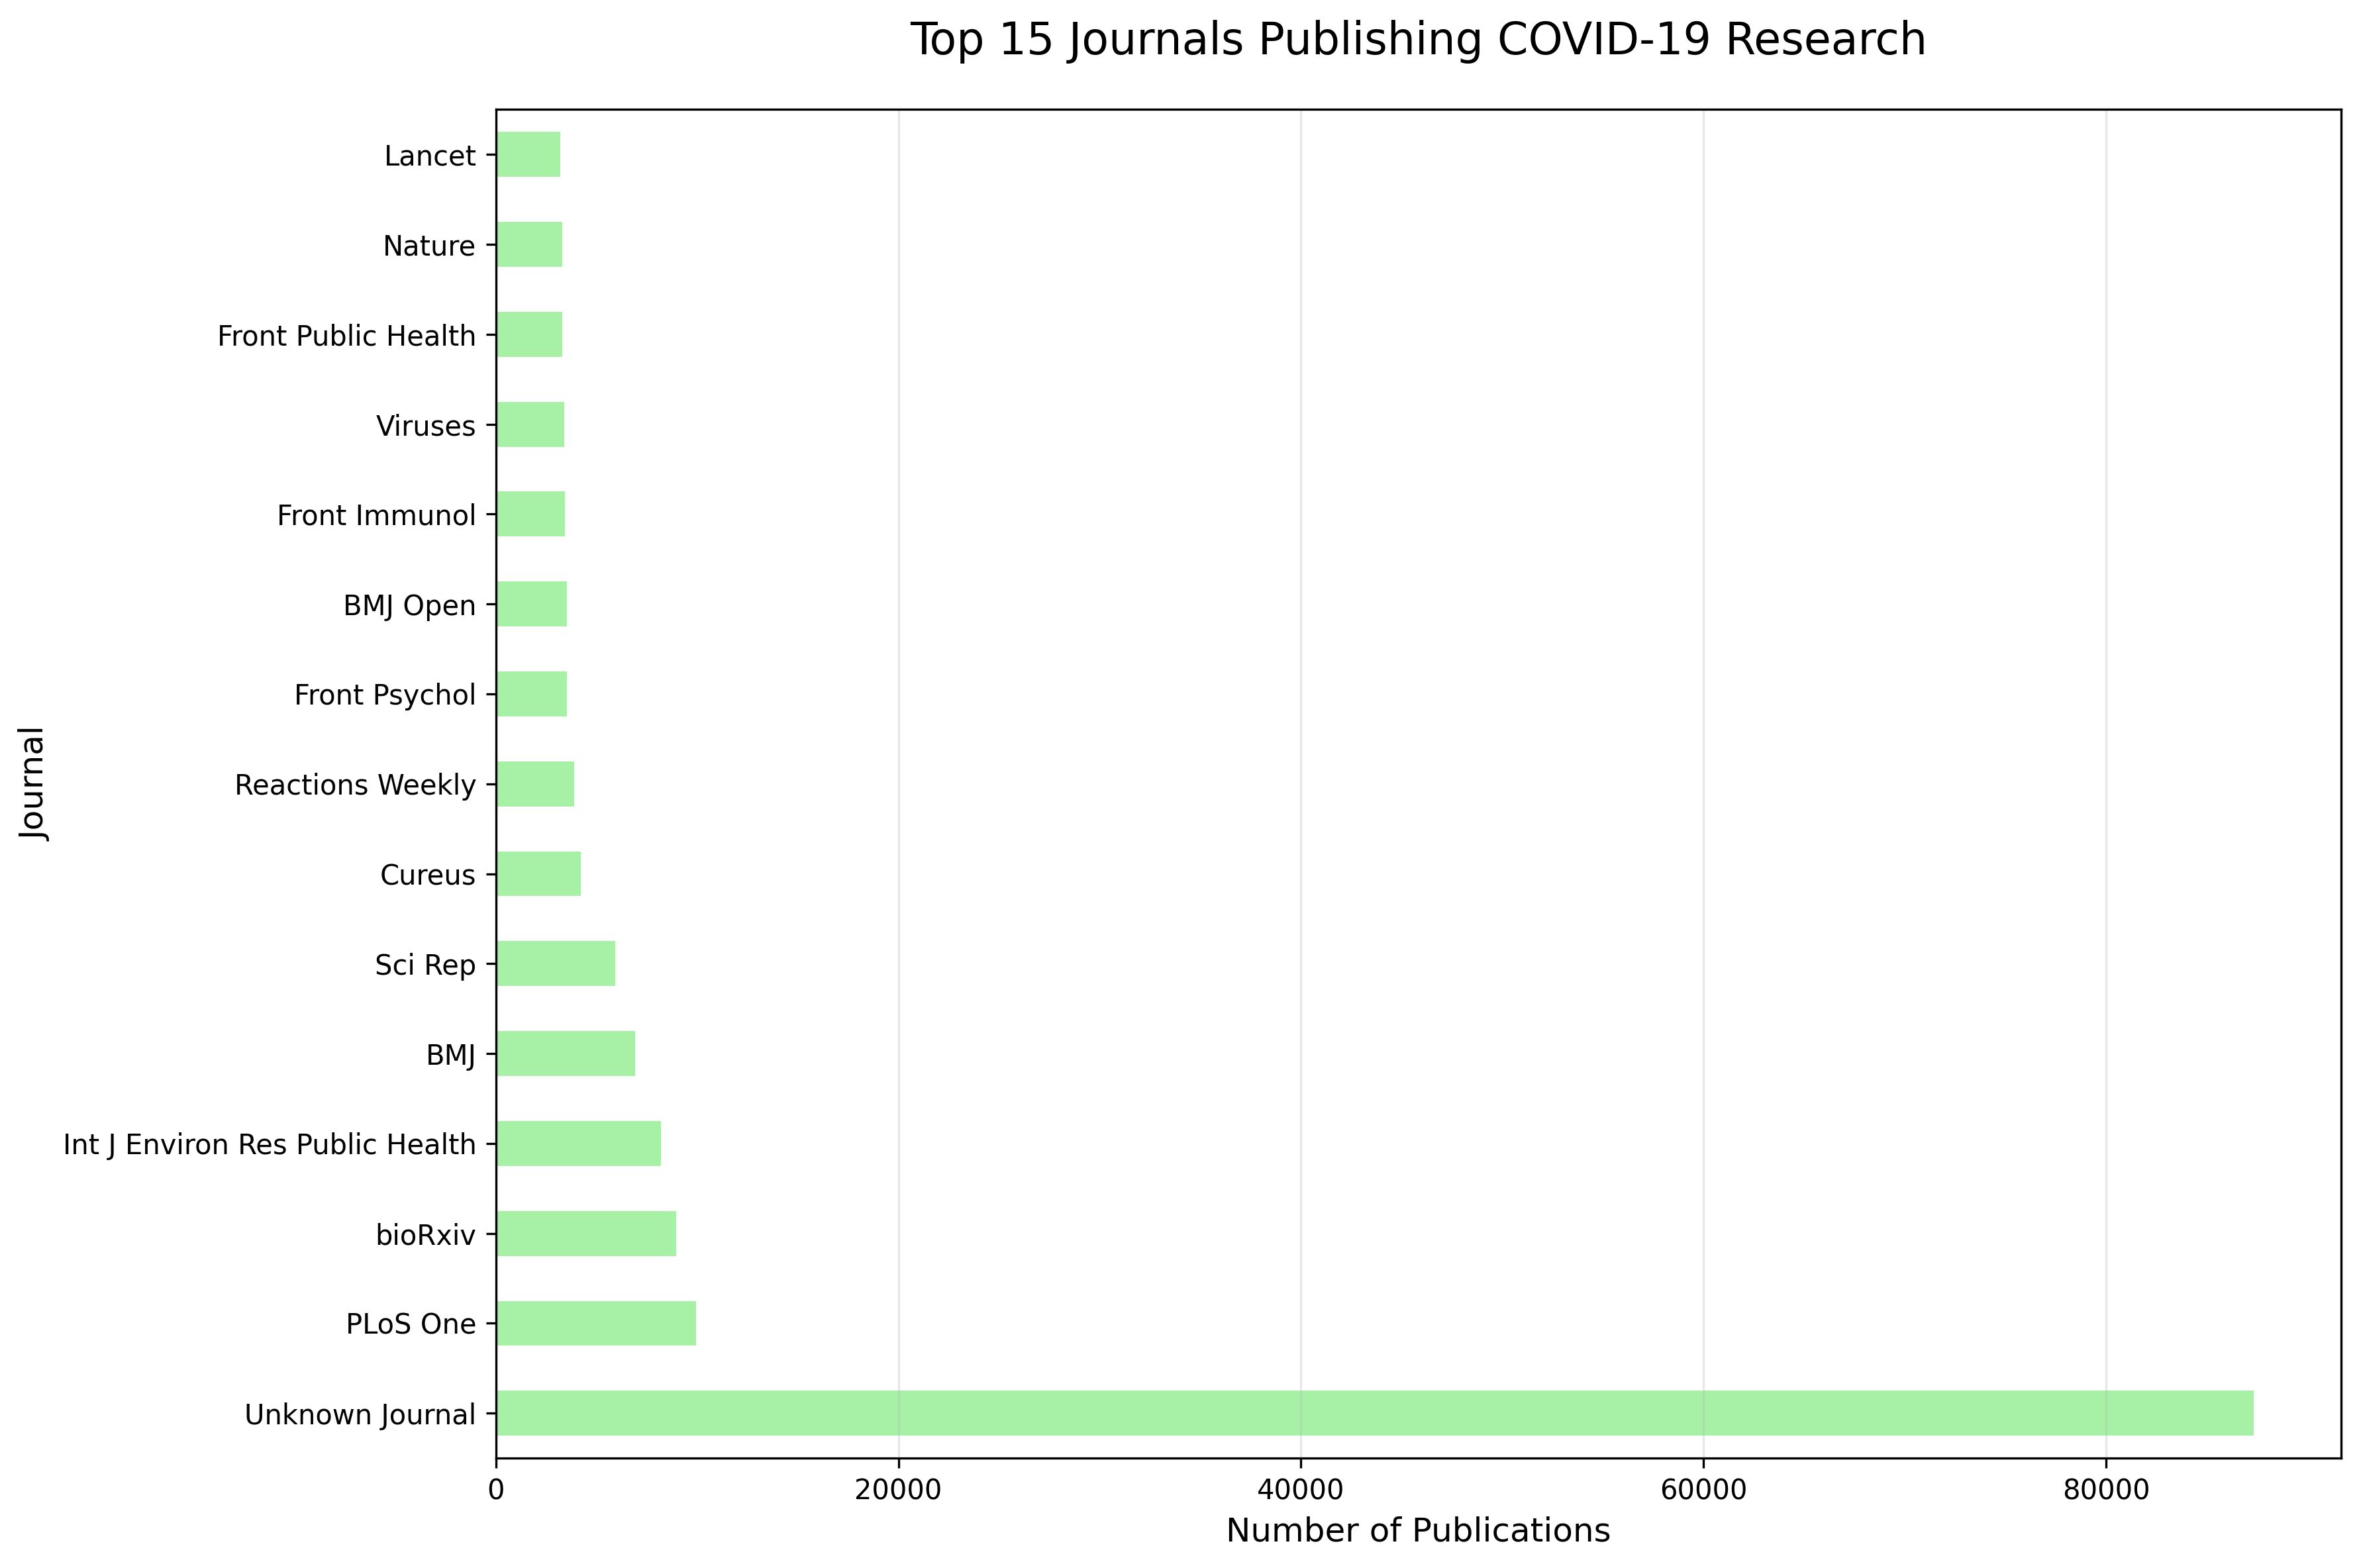 Top 15 Journals Publishing COVID-19 Research
Journal
Lancet
Nature
Front Public Health
Viruses
Front Immunol
BMJ Open
Front Psychol
Reactions Weekly
Cureus
Sci Rep
BMJ
Int J Environ Res Public Health
bioRxiv
PLoS One
Unknown Journal
0 20000 40000 60000 80000
Number of Publications